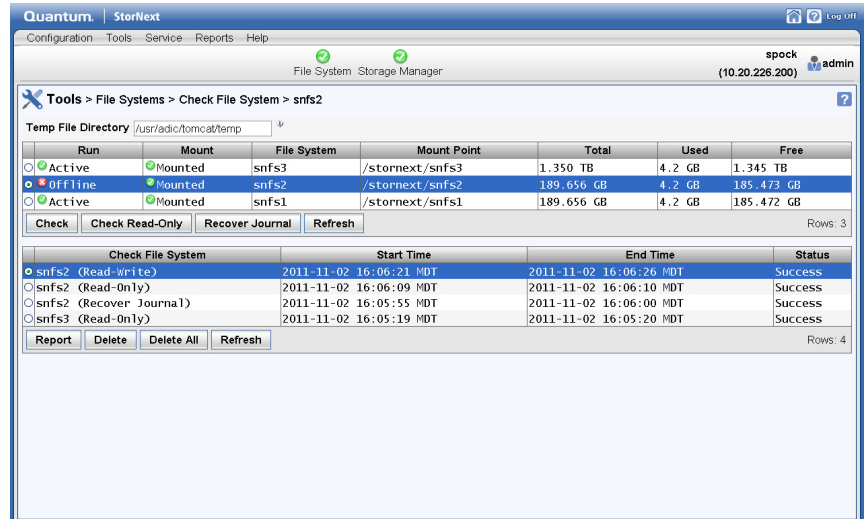 Quantum. StorNext Log Off
Configuration Tools Service Reports Help
File System Storage Manager spock (10.20.226.200) admin
Tools > File Systems > Check File System > snfs2
Temp File Directory /usr/adic/tomcat/temp
Run Mount File System Mount Point Total Used Free
Active Mounted snfs3 /stornext/snfs3 1.350 TB 4.2 GB 1.345 TB
Offline Mounted snfs2 /stornext/snfs2 189.656 GB 4.2 GB 185.473 GB
Active Mounted snfs1 /stornext/snfs1 189.656 GB 4.2 GB 185.472 GB
Check Check Read-Only Recover Journal Refresh Rows: 3
Check File System Start Time End Time Status
snfs2 (Read-Write) 2011-11-02 16:06:21 MDT 2011-11-02 16:06:26 MDT Success
snfs2 (Read-Only) 2011-11-02 16:06:09 MDT 2011-11-02 16:06:10 MDT Success
snfs2 (Recover Journal) 2011-11-02 16:05:55 MDT 2011-11-02 16:06:00 MDT Success
snfs3 (Read-Only) 2011-11-02 16:05:19 MDT 2011-11-02 16:05:20 MDT Success
Report Delete Delete All Refresh Rows: 4